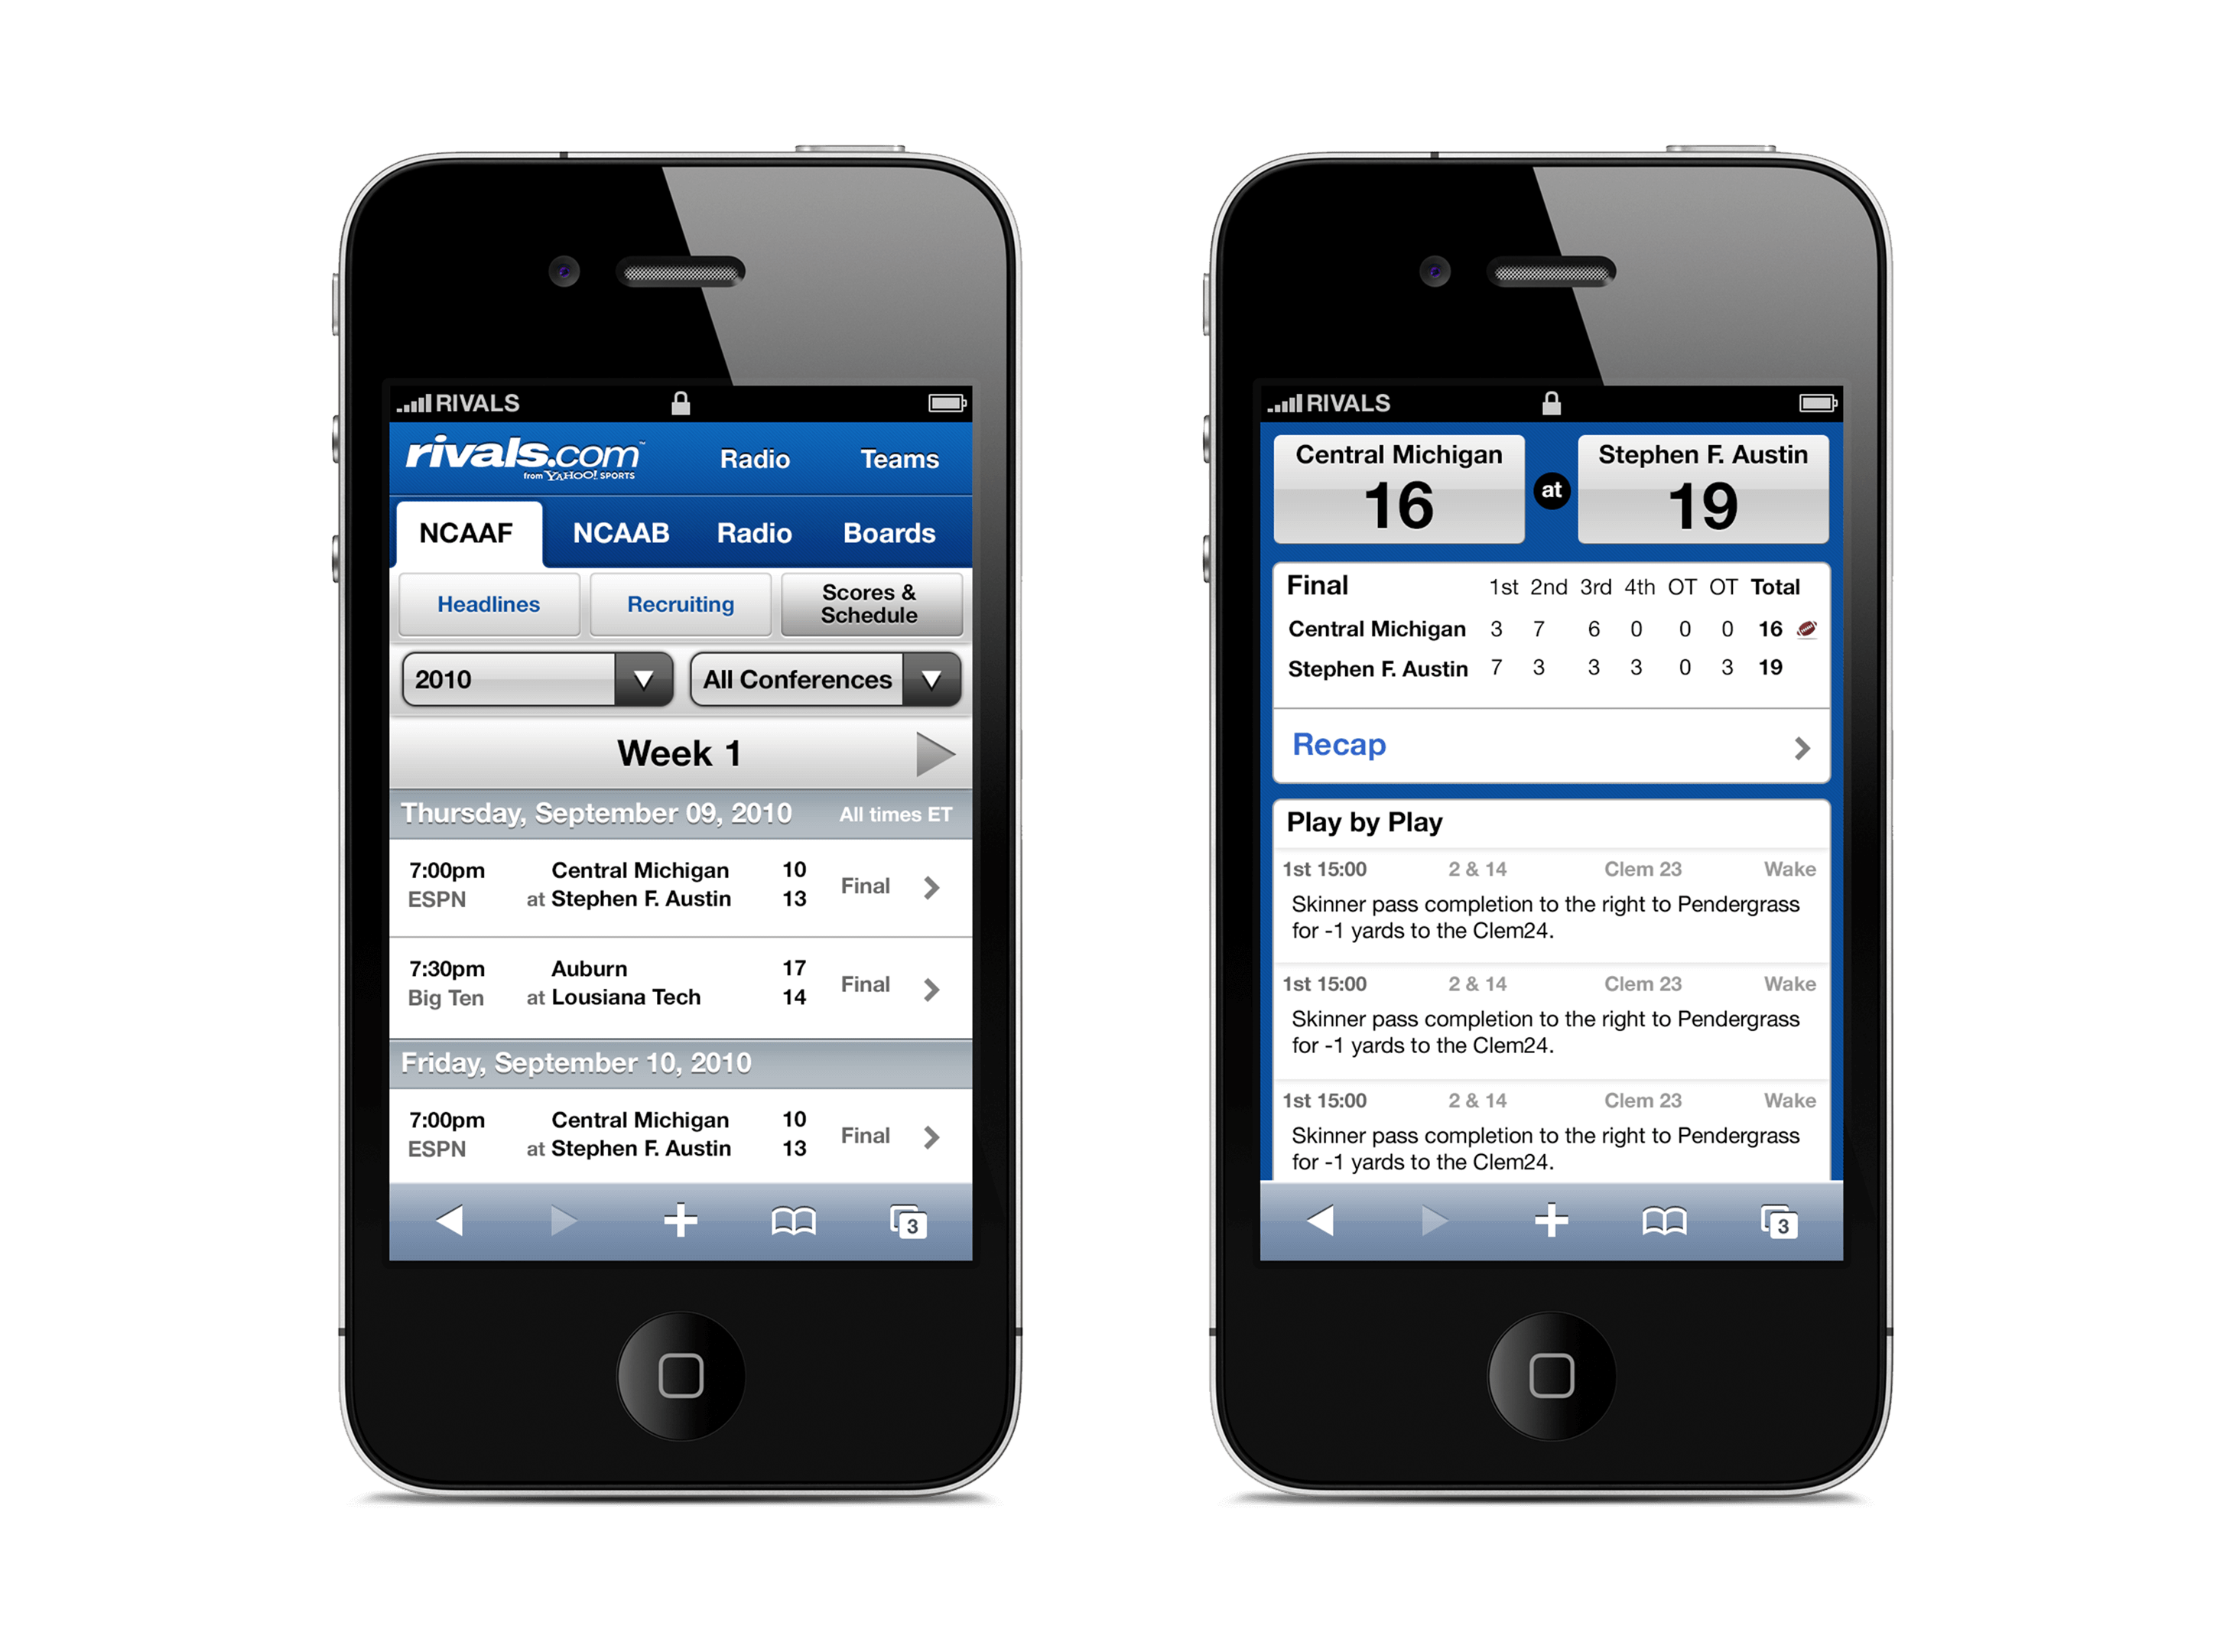 RIVALS
rivals.com™ Radio Teams
from YAHOO! SPORTS
NCAAF NCAAB Radio Boards
Headlines Recruiting Scores &
Schedule
2010 All Conferences
Week 1
Thursday, September 09, 2010 All times ET
7:00pm Central Michigan 10 Final
ESPN at Stephen F. Austin 13
7:30pm Auburn 17 Final
Big Ten at Lousiana Tech 14
Friday, September 10, 2010
7:00pm Central Michigan 10 Final
ESPN at Stephen F. Austin 13
3
RIVALS
Central Michigan at Stephen F. Austin
16 19
Final 1st 2nd 3rd 4th OT OT Total
Central Michigan 3 7 6 0 0 0 16
Stephen F. Austin 7 3 3 3 0 3 19
Recap
Play by Play
1st 15:00 2 & 14 Clem 23 Wake
Skinner pass completion to the right to Pendergrass
for -1 yards to the Clem24.
1st 15:00 2 & 14 Clem 23 Wake
Skinner pass completion to the right to Pendergrass
for -1 yards to the Clem24.
1st 15:00 2 & 14 Clem 23 Wake
Skinner pass completion to the right to Pendergrass
for -1 yards to the Clem24.
3